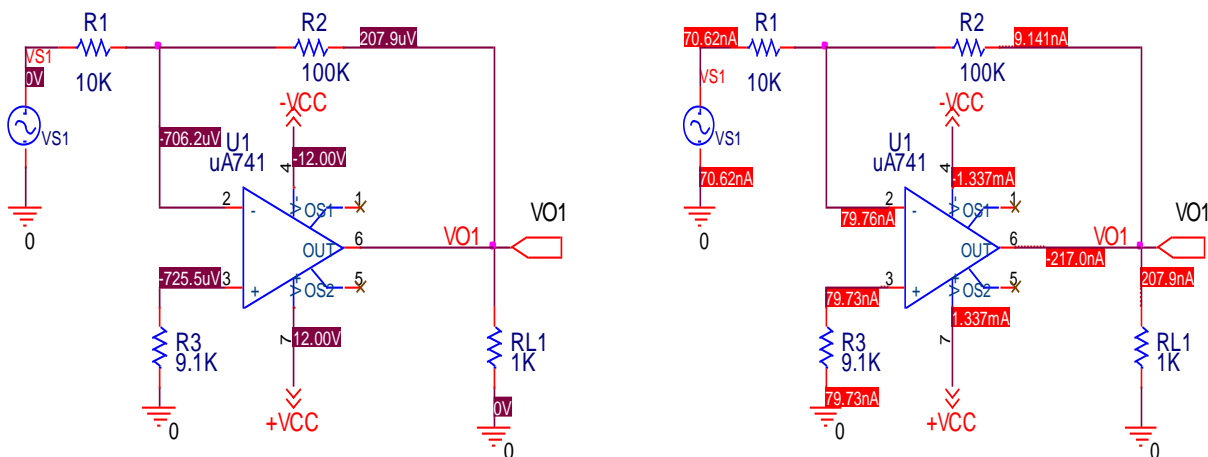 R1
R2
207.9uV
VS1
0V
10K
100K
-VCC
VS1
-706.2uV
U1
uA741
-12.00V
4
2
-
V-
OS1
1
VO1
OUT
6
VO1
-725.5uV
3
+
V+
OS2
5
0
12.00V
7
R3
9.1K
RL1
1K
+VCC
0V
0
0
R1
R2
70.62nA
9.141nA
VS1
10K
100K
-VCC
VS1
U1
uA741
70.62nA
4
-1.337mA
2
-
V-
OS1
1
79.76nA
VO1
OUT
6
VO1
-217.0nA
3
+
V+
OS2
5
79.73nA
207.9nA
0
1.337mA
7
R3
9.1K
RL1
1K
79.73nA
+VCC
0
0